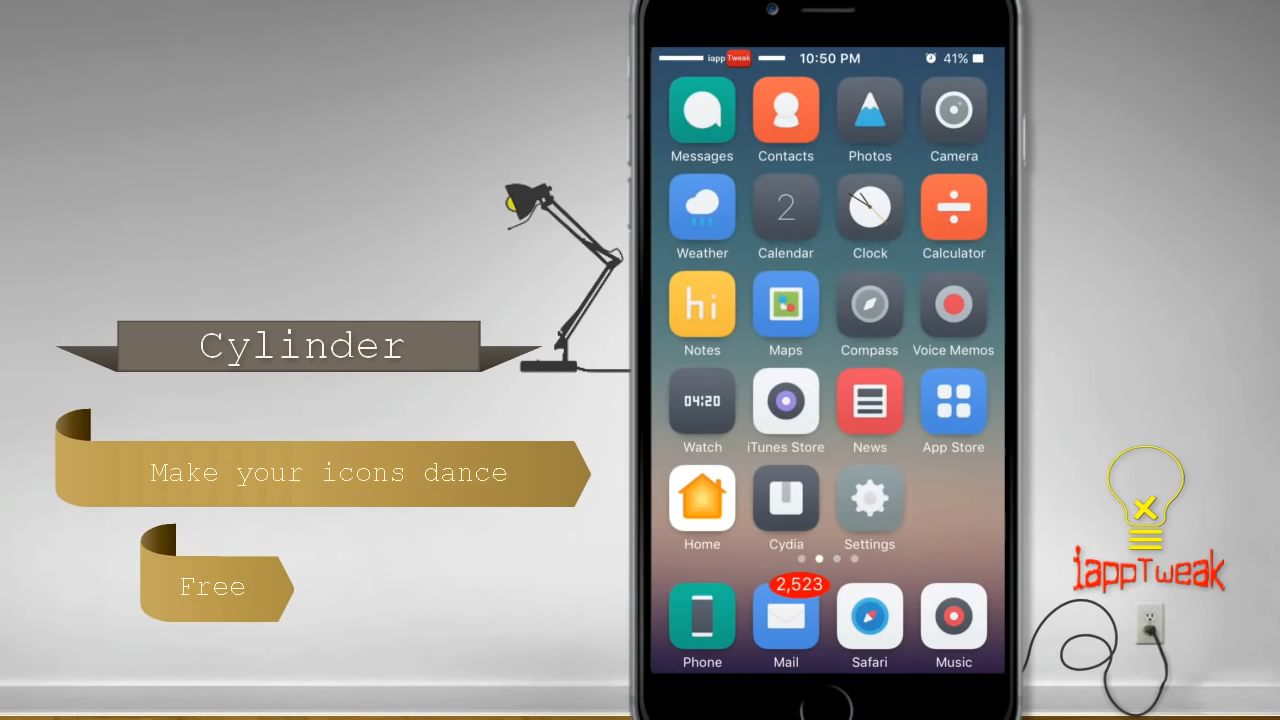 Cylinder
Make your icons dance
Free
iapp Tweak 10:50 PM 41%
Messages Contacts Photos Camera
2
Weather Calendar Clock Calculator
hi
Notes Maps Compass Voice Memos
04:20
Watch iTunes Store News App Store
Home Cydia Settings
2,523
Phone Mail Safari Music
iappTweak